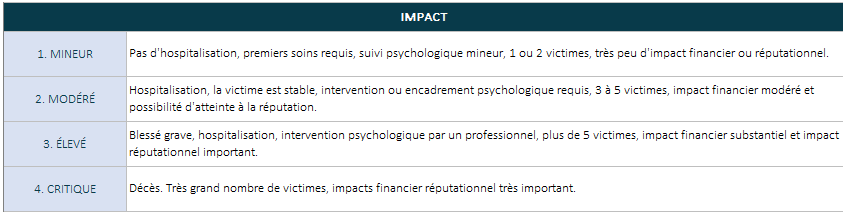 IMPACT
1. MINEUR
Pas d'hospitalisation, premiers soins requis, suivi psychologique mineur, 1 ou 2 victimes, très peu d'impact financier ou réputationnel.
2. MODÉRÉ
Hospitalisation, la victime est stable, intervention ou encadrement psychologique requis, 3 à 5 victimes, impact financier modéré et
possibilité d'atteinte à la réputation.
3. ÉLEVÉ
Blessé grave, hospitalisation, intervention psychologique par un professionnel, plus de 5 victimes, impact financier substantiel et impact
réputationnel important.
4. CRITIQUE
Décès. Très grand nombre de victimes, impacts financier réputationnel très important.